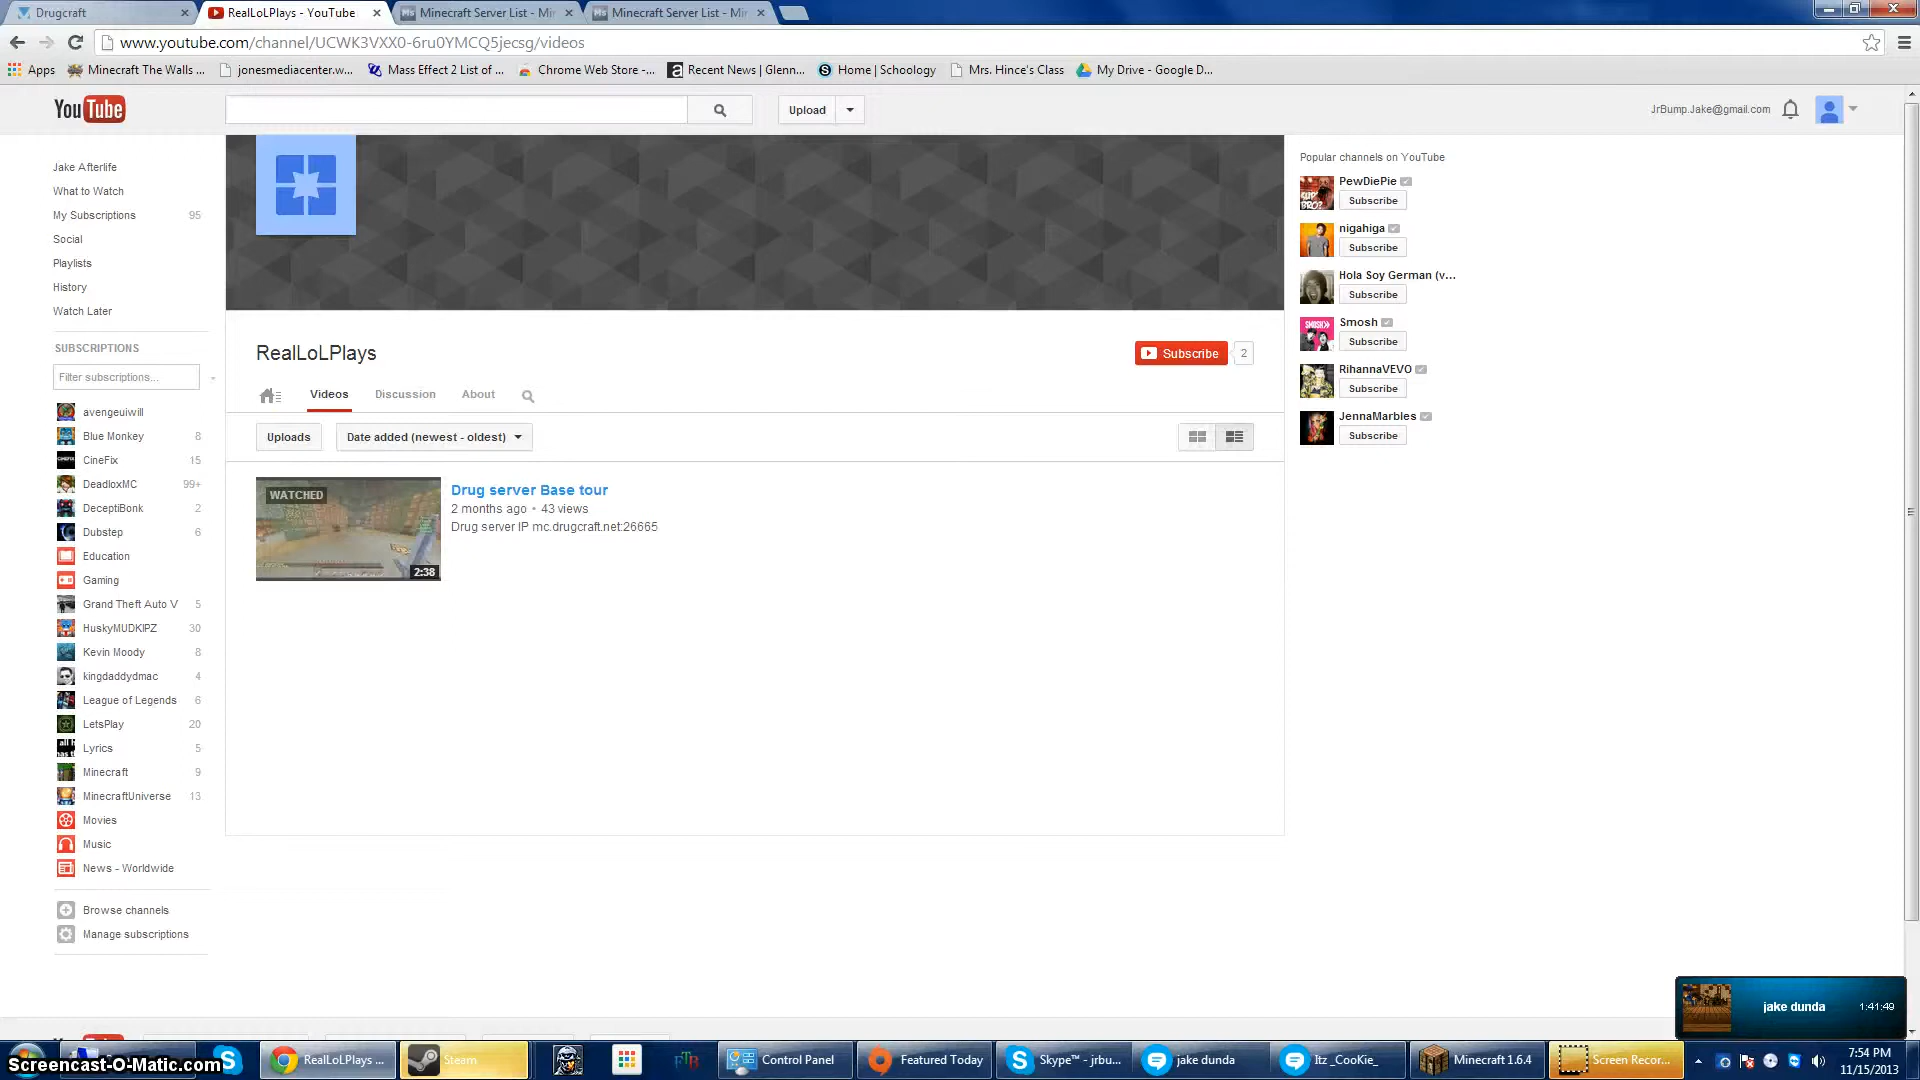 Drugcraft
RealLoLPlays - YouTube
Minecraft Server List - Mi
Minecraft Server List - Mi
www.youtube.com/channel/UCWK3VXX0-6ru0YMCQ5jecsg/videos
Apps
Minecraft The Walls ...
jonesmediacenter.w...
Mass Effect 2 List of ...
Chrome Web Store -...
Recent News | Glenn...
Home | Schoology
Mrs. Hince's Class
My Drive - Google D...
YouTube
Upload
JrBump.Jake@gmail.com
Jake Afterlife
What to Watch
My Subscriptions 95
Social
Playlists
History
Watch Later
SUBSCRIPTIONS
Filter subscriptions...
avengeuiwill
Blue Monkey 8
CineFix 15
DeadloxMC 99+
DeceptiBonk 2
Dubstep 6
Education
Gaming
Grand Theft Auto V 5
HuskyMUDKIPZ 30
Kevin Moody 8
kingdaddydmac 4
League of Legends 6
LetsPlay 20
Lyrics 5
Minecraft 9
MinecraftUniverse 13
Movies
Music
News - Worldwide
Browse channels
Manage subscriptions
RealLoLPlays
Subscribe 2
Videos
Discussion
About
Uploads
Date added (newest - oldest)
WATCHED
2:38
Drug server Base tour
2 months ago • 43 views
Drug server IP mc.drugcraft.net:26665
Popular channels on YouTube
PewDiePie
Subscribe
nigahiga
Subscribe
Hola Soy German (v...
Subscribe
Smosh
Subscribe
RihannaVEVO
Subscribe
JennaMarbles
Subscribe
jake dunda 1:41:49
Screencast-O-Matic.com
RealLoLPlays ...
Steam
FTB
Control Panel
Featured Today
Skype™ - jrbu...
jake dunda
Itz_CooKie_
Minecraft 1.6.4
Screen Recor...
7:54 PM
11/15/2013